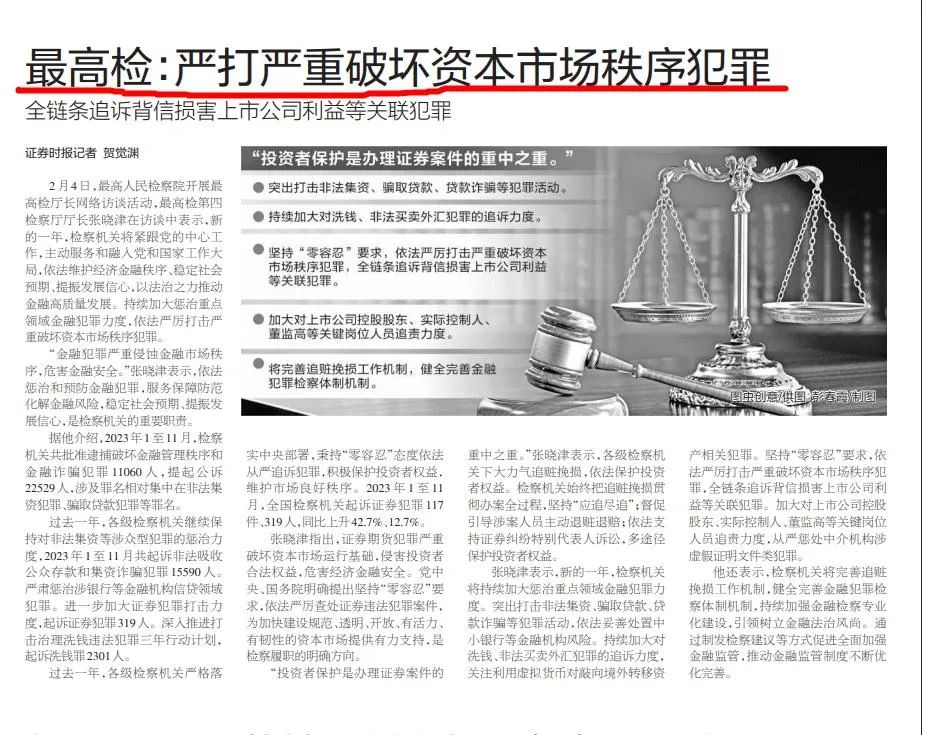 最高检：严打严重破坏资本市场秩序犯罪
全链条追诉背信损害上市公司利益等关联犯罪
证券时报记者 贺觉渊
2月4日，最高人民检察院开展最
高检厅长网络访谈活动，最高检第四
检察厅厅长张晓津在访谈中表示，新
的一年，检察机关将紧跟党的中心工
作，主动服务和融入党和国家工作大
局，依法维护经济金融秩序、稳定社会
预期、提振发展信心，以法治之力推动
金融高质量发展。持续加大惩治重点
领域金融犯罪力度，依法严厉打击严
重破坏资本市场秩序犯罪。
“金融犯罪严重侵蚀金融市场秩
序，危害金融安全。”张晓津表示，依法
惩治和预防金融犯罪，服务保障防范
化解金融风险，稳定社会预期、提振发
展信心，是检察机关的重要职责。
据他介绍，2023年1至11月，检察
机关共批准逮捕破坏金融管理秩序和
金融诈骗犯罪11060人，提起公诉
22529人，涉及罪名相对集中在非法集
资犯罪、骗取贷款犯罪等罪名。
过去一年，各级检察机关继续保
持对非法集资等涉众型犯罪的惩治力
度，2023年1至11月共起诉非法吸收
公众存款和集资诈骗犯罪15590人。
严肃惩治涉银行等金融机构信贷领域
犯罪。进一步加大证券犯罪打击力
度，起诉证券犯罪319人。深入推进打
击治理洗钱违法犯罪三年行动计划，
起诉洗钱罪2301人。
过去一年，各级检察机关严格落
“投资者保护是办理证券案件的重中之重。”
● 突出打击非法集资、骗取贷款、贷款诈骗等犯罪活动。
● 持续加大对洗钱、非法买卖外汇犯罪的追诉力度。
● 坚持“零容忍”要求，依法严厉打击严重破坏资本
市场秩序犯罪，全链条追诉背信损害上市公司利益
等关联犯罪。
● 加大对上市公司控股股东、实际控制人、
董监高等关键岗位人员追责力度。
● 将完善追赃挽损工作机制，健全完善金融
犯罪检察体制机制。
图虫创意/供图 彭春霞/制图
实中央部署，秉持“零容忍”态度依法
从严追诉犯罪，积极保护投资者权益，
维护市场良好秩序。2023年1至11
月，全国检察机关起诉证券犯罪117
件、319人，同比上升42.7%、12.7%。
张晓津指出，证券期货犯罪严重
破坏资本市场运行基础，侵害投资者
合法权益，危害经济金融安全。党中
央、国务院明确提出坚持“零容忍”要
求，依法严厉查处证券违法犯罪案件，
为加快建设规范、透明、开放、有活力、
有韧性的资本市场提供有力支持，是
检察履职的明确方向。
“投资者保护是办理证券案件的
重中之重。”张晓津表示，各级检察机
关下大力气追赃挽损，依法保护投资
者权益。检察机关始终把追赃挽损贯
彻办案全过程，坚持“应追尽追”；督促
引导涉案人员主动退赃退赔；依法支
持证券纠纷特别代表人诉讼，多途径
保护投资者权益。
张晓津表示，新的一年，检察机关
将持续加大惩治重点领域金融犯罪力
度。突出打击非法集资、骗取贷款、贷
款诈骗等犯罪活动，依法妥善处置中
小银行等金融机构风险。持续加大对
洗钱、非法买卖外汇犯罪的追诉力度，
关注利用虚拟货币对敲向境外转移资
产相关犯罪。坚持“零容忍”要求，依
法严厉打击严重破坏资本市场秩序犯
罪，全链条追诉背信损害上市公司利
益等关联犯罪。加大对上市公司控股
股东、实际控制人、董监高等关键岗位
人员追责力度，从严惩处中介机构涉
虚假证明文件类犯罪。
他还表示，检察机关将完善追赃
挽损工作机制，健全完善金融犯罪检
察体制机制，持续加强金融检察专业
化建设，引领树立金融法治风尚。通
过制发检察建议等方式促进全面加强
金融监管，推动金融监管制度不断优
化完善。